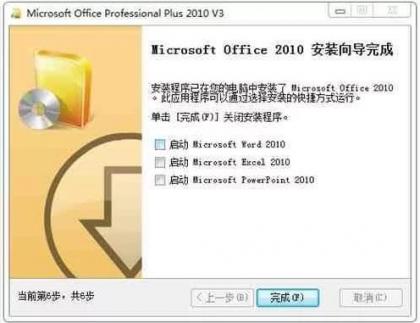 Microsoft Office Professional Plus 2010 V3
Microsoft Office 2010 安装向导完成
安装程序已在您的电脑中安装了 Microsoft Office 2010
。此应用程序可以通过选择安装的快捷方式运行。
单击 [完成(F)] 关闭安装程序。
启动 Microsoft Word 2010
启动 Microsoft Excel 2010
启动 Microsoft PowerPoint 2010
当前第6步，共6步
<上一步(B)
完成(F)
取消(C)